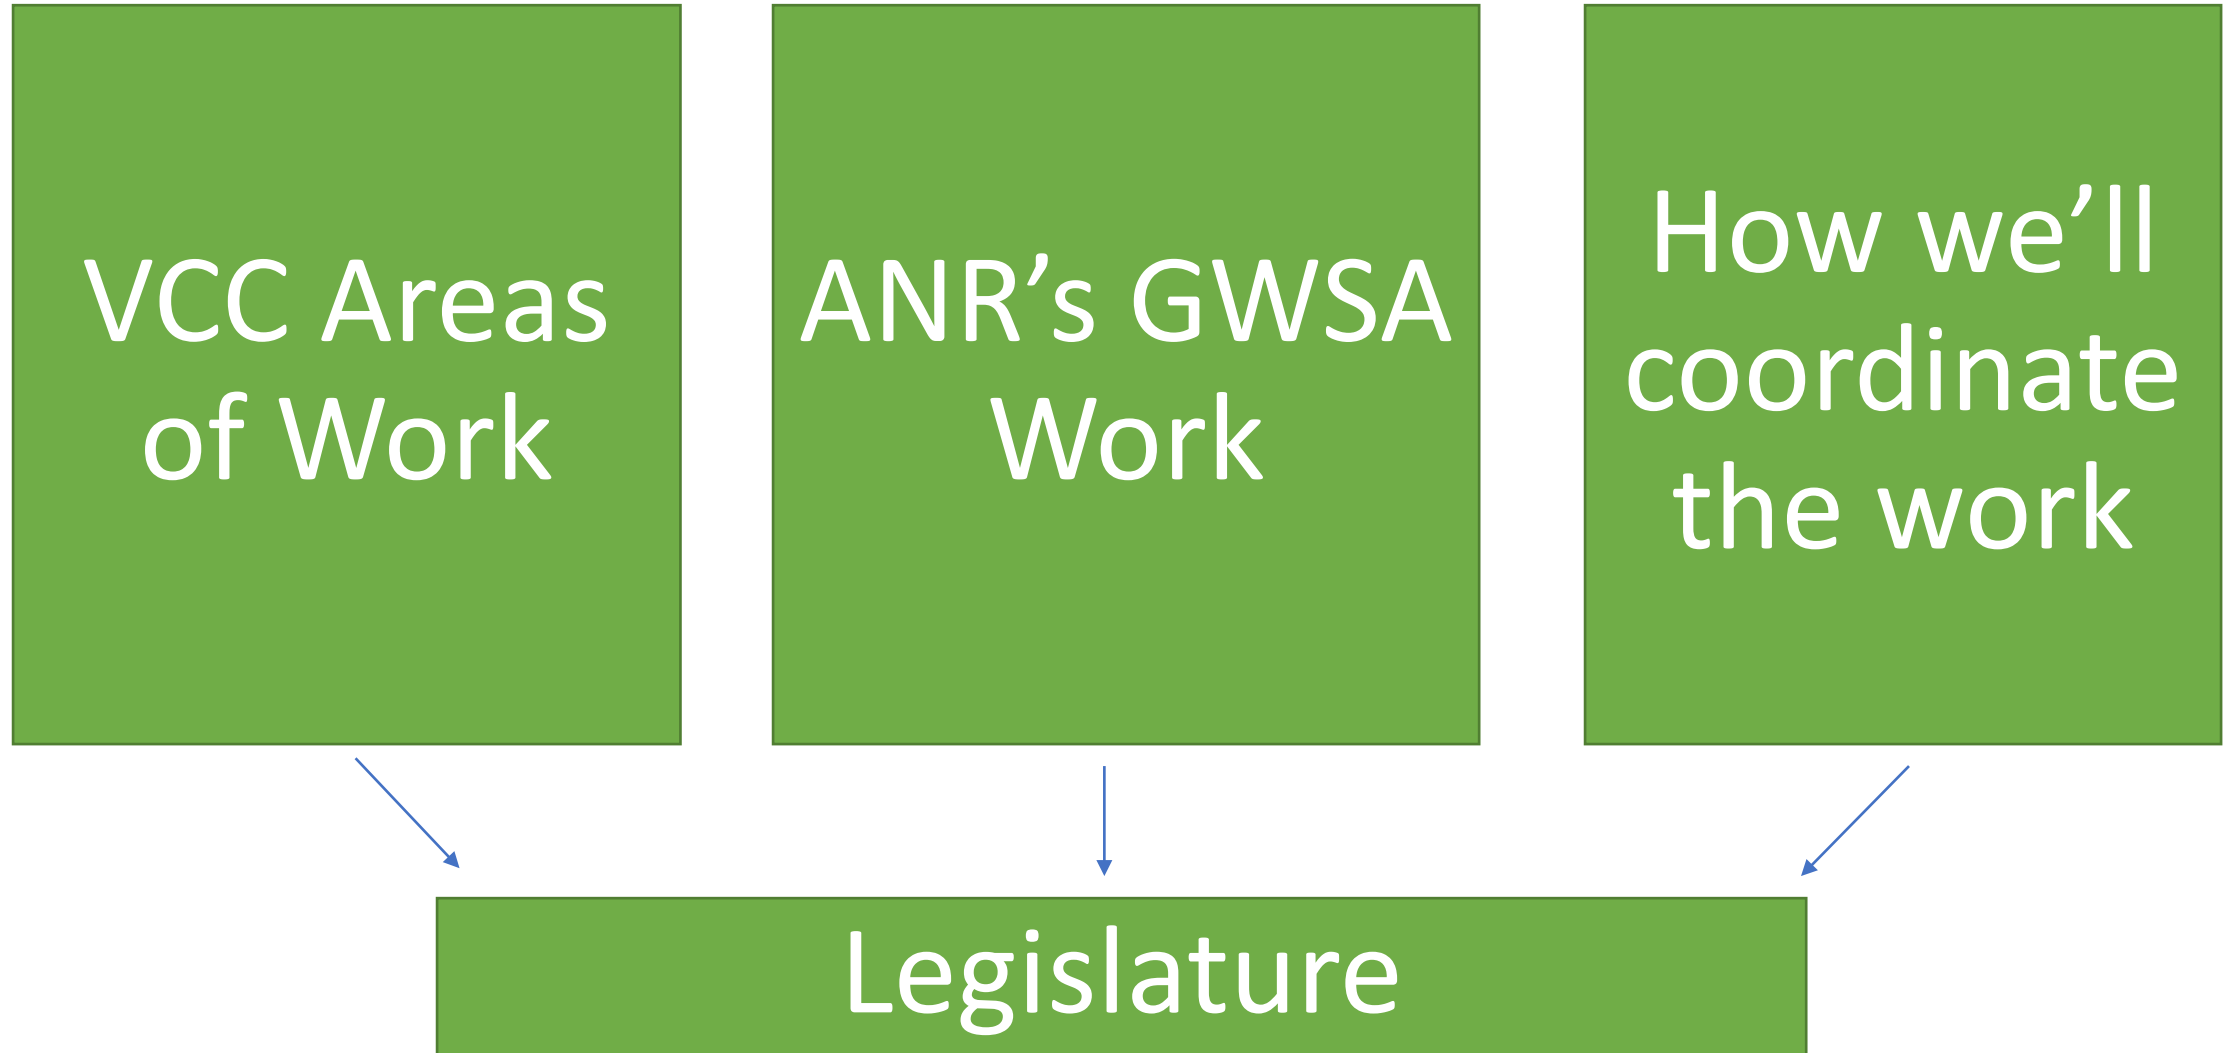 VCC Areas
of Work
ANR’s GWSA
Work
How we’ll
coordinate
the work
Legislature